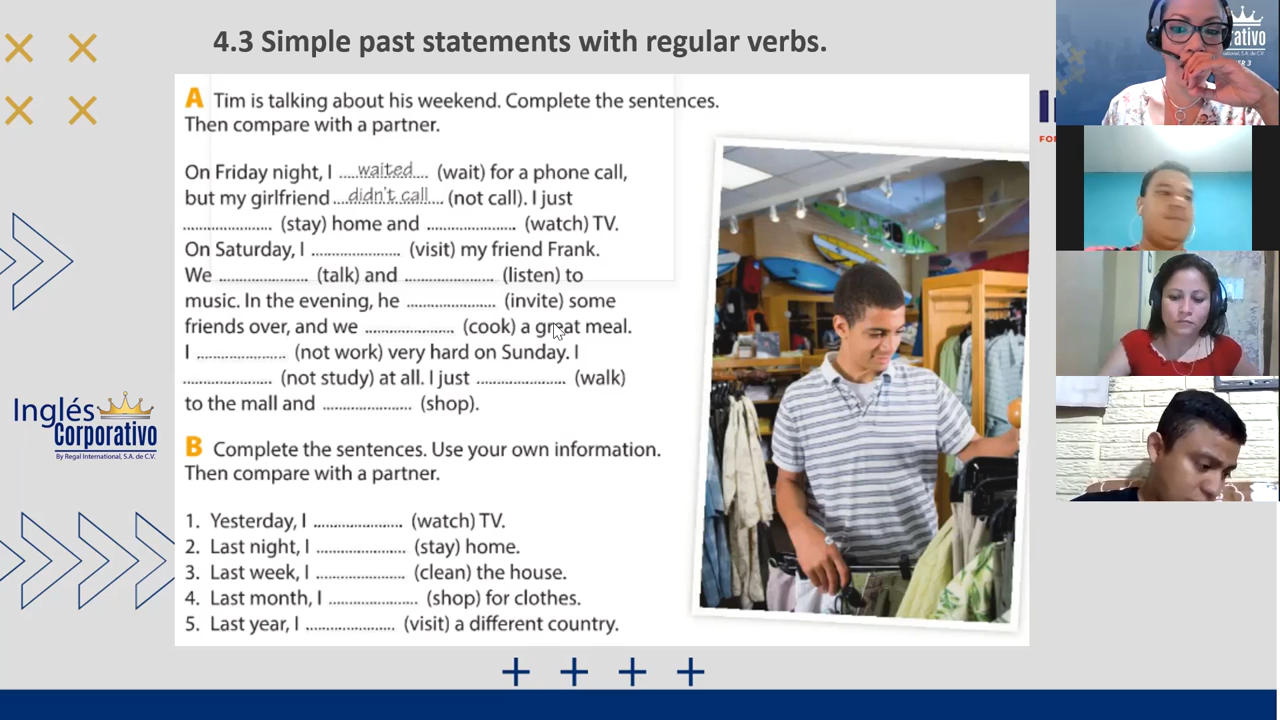 4.3 Simple past statements with regular verbs.
A Tim is talking about his weekend. Complete the sentences.
Then compare with a partner.
On Friday night, I ....waited.... (wait) for a phone call,
but my girlfriend ...didn't call... (not call). I just
...................... (stay) home and ...................... (watch) TV.
On Saturday, I ...................... (visit) my friend Frank.
We ...................... (talk) and ...................... (listen) to
music. In the evening, he ...................... (invite) some
friends over, and we ...................... (cook) a great meal.
I ...................... (not work) very hard on Sunday. I
...................... (not study) at all. I just ...................... (walk)
to the mall and ...................... (shop).
B Complete the sentences. Use your own information.
Then compare with a partner.
1. Yesterday, I ...................... (watch) TV.
2. Last night, I ...................... (stay) home.
3. Last week, I ...................... (clean) the house.
4. Last month, I ...................... (shop) for clothes.
5. Last year, I ...................... (visit) a different country.
Inglés
Corporativo
By Regal International, S.A. de C.V.